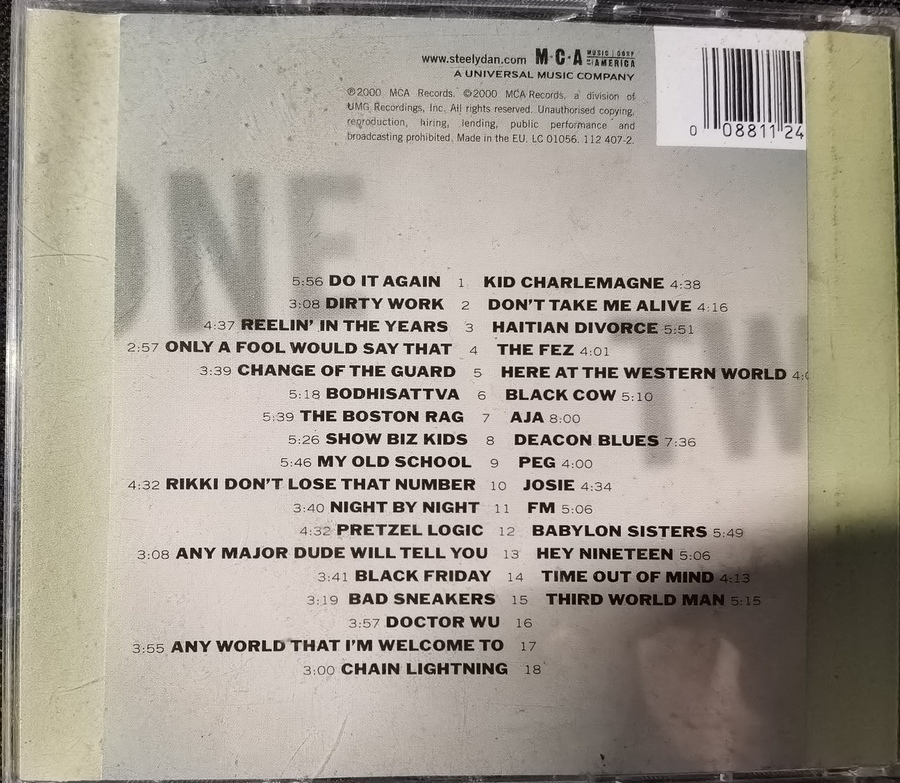 www.steelydan.com M·C·A MUSIC CORP OF AMERICA
A UNIVERSAL MUSIC COMPANY
℗2000 MCA Records. ©2000 MCA Records, a division of
UMG Recordings, Inc. All rights reserved. Unauthorised copying,
reproduction, hiring, lending, public performance and
broadcasting prohibited. Made in the EU. LC 01056. 112 407-2.
0 08811 24
ONE
TW
5:56 DO IT AGAIN 1 KID CHARLEMAGNE 4:38
3:08 DIRTY WORK 2 DON'T TAKE ME ALIVE 4:16
4:37 REELIN' IN THE YEARS 3 HAITIAN DIVORCE 5:51
2:57 ONLY A FOOL WOULD SAY THAT 4 THE FEZ 4:01
3:39 CHANGE OF THE GUARD 5 HERE AT THE WESTERN WORLD
5:18 BODHISATTVA 6 BLACK COW 5:10
5:39 THE BOSTON RAG 7 AJA 8:00
5:26 SHOW BIZ KIDS 8 DEACON BLUES 7:36
5:46 MY OLD SCHOOL 9 PEG 4:00
4:32 RIKKI DON'T LOSE THAT NUMBER 10 JOSIE 4:34
3:40 NIGHT BY NIGHT 11 FM 5:06
4:32 PRETZEL LOGIC 12 BABYLON SISTERS 5:49
3:08 ANY MAJOR DUDE WILL TELL YOU 13 HEY NINETEEN 5:06
3:41 BLACK FRIDAY 14 TIME OUT OF MIND 4:13
3:19 BAD SNEAKERS 15 THIRD WORLD MAN 5:15
3:57 DOCTOR WU 16
3:55 ANY WORLD THAT I'M WELCOME TO 17
3:00 CHAIN LIGHTNING 18